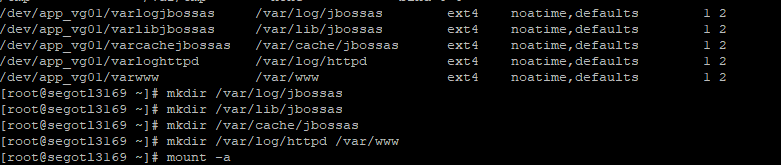 /dev/app_vg01/varlogjbossas /var/log/jbossas ext4 noatime,defaults 1 2
/dev/app_vg01/varlibjbossas /var/lib/jbossas ext4 noatime,defaults 1 2
/dev/app_vg01/varcachejbossas /var/cache/jbossas ext4 noatime,defaults 1 2
/dev/app_vg01/varloghttpd /var/log/httpd ext4 noatime,defaults 1 2
/dev/app_vg01/varwww /var/www ext4 noatime,defaults 1 2
[root@segotl3169 ~]# mkdir /var/log/jbossas
[root@segotl3169 ~]# mkdir /var/lib/jbossas
[root@segotl3169 ~]# mkdir /var/cache/jbossas
[root@segotl3169 ~]# mkdir /var/log/httpd /var/www
[root@segotl3169 ~]# mount -a